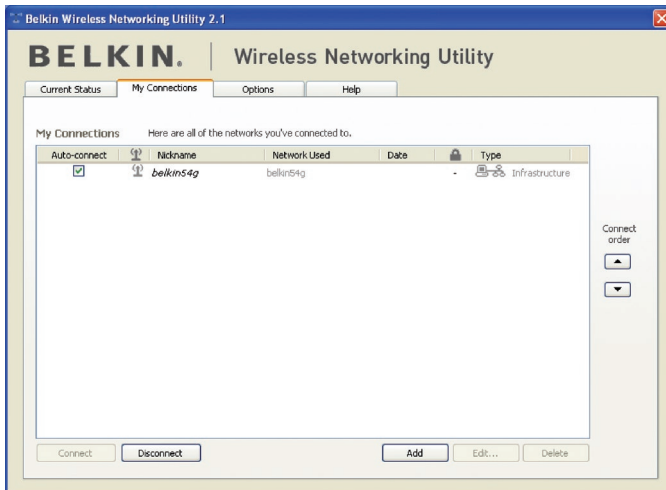 Belkin Wireless Networking Utility 2.1
BELKIN. Wireless Networking Utility
Current Status My Connections Options Help
My Connections Here are all of the networks you've connected to.
Auto-connect Nickname Network Used Date Type
belkin54g belkin54g - Infrastructure
Connect
order
Connect Disconnect Add Edit... Delete